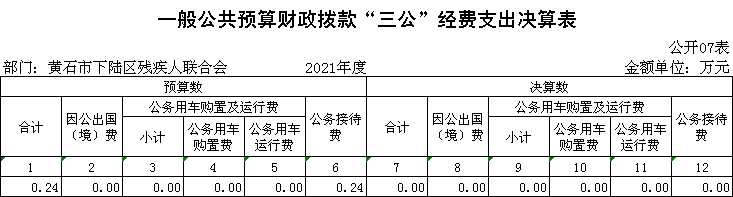 一般公共预算财政拨款“三公”经费支出决算表
公开07表
部门：黄石市下陆区残疾人联合会 2021年度 金额单位：万元
预算数 决算数
合计 因公出国（境）费 公务用车购置及运行费 公务接待费 合计 因公出国（境）费 公务用车购置及运行费 公务接待费
小计 公务用车购置费 公务用车运行费 小计 公务用车购置费 公务用车运行费
1 2 3 4 5 6 7 8 9 10 11 12
0.24 0.00 0.00 0.00 0.00 0.24 0.00 0.00 0.00 0.00 0.00 0.00